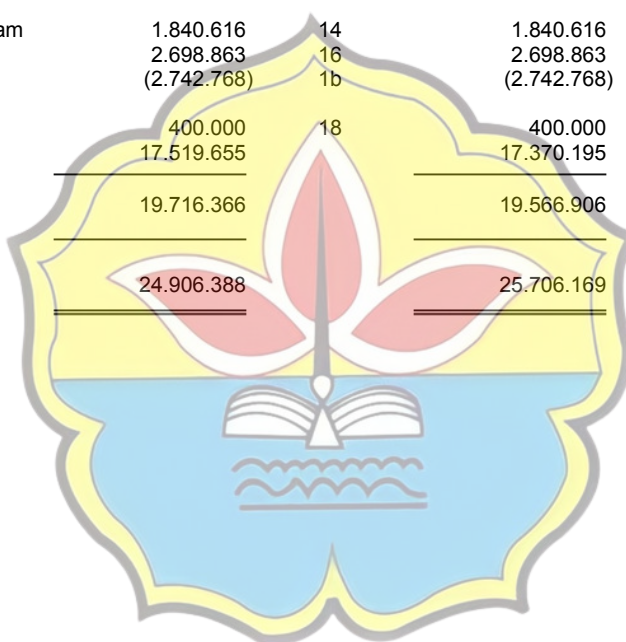 am 1.840.616 14 1.840.616
2.698.863 16 2.698.863
(2.742.768) 1b (2.742.768)
400.000 18 400.000
17.519.655 17.370.195
19.716.366 19.566.906
24.906.388 25.706.169